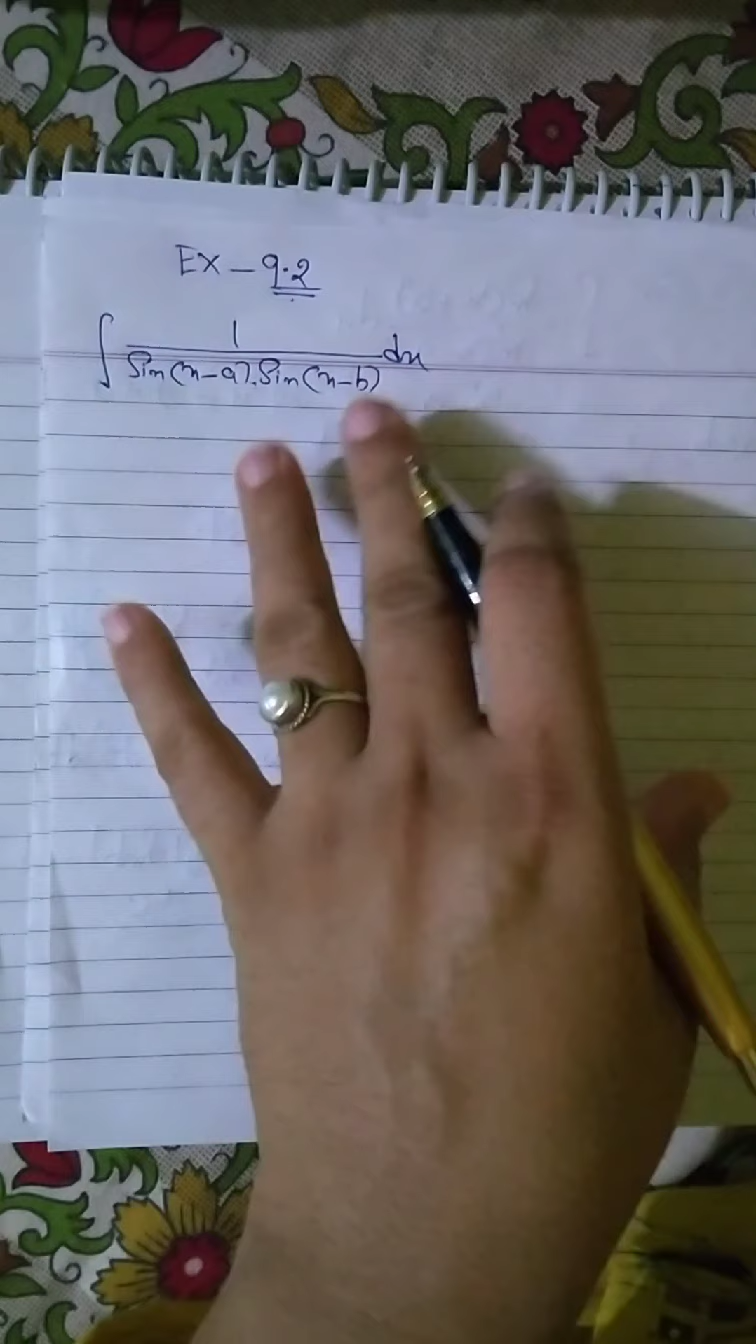 Ex - 9.2
∫ 1 / Sin(x-a).Sin(x-b) dx